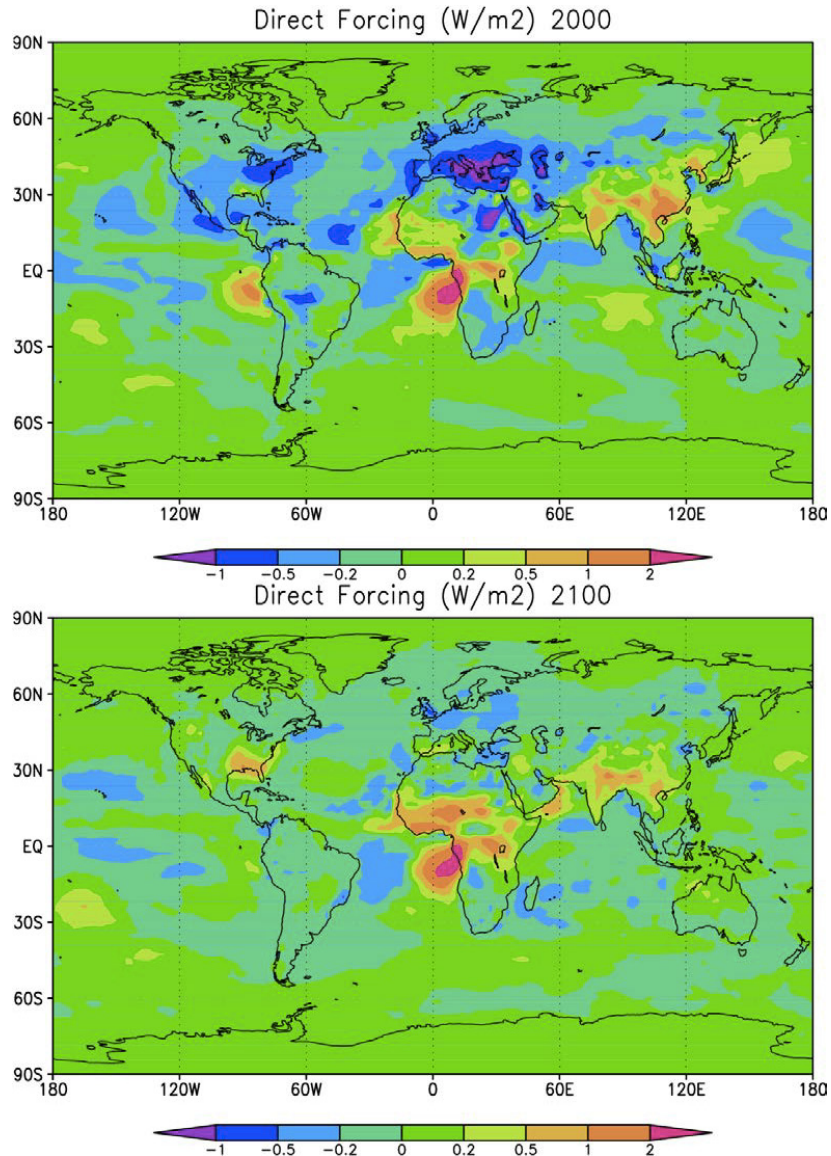 Direct Forcing (W/m2) 2000
90N
60N
30N
EQ
30S
60S
90S
180 120W 60W 0 60E 120E 180
-1 -0.5 -0.2 0 0.2 0.5 1 2
Direct Forcing (W/m2) 2100
90N
60N
30N
EQ
30S
60S
90S
180 120W 60W 0 60E 120E 180
-1 -0.5 -0.2 0 0.2 0.5 1 2